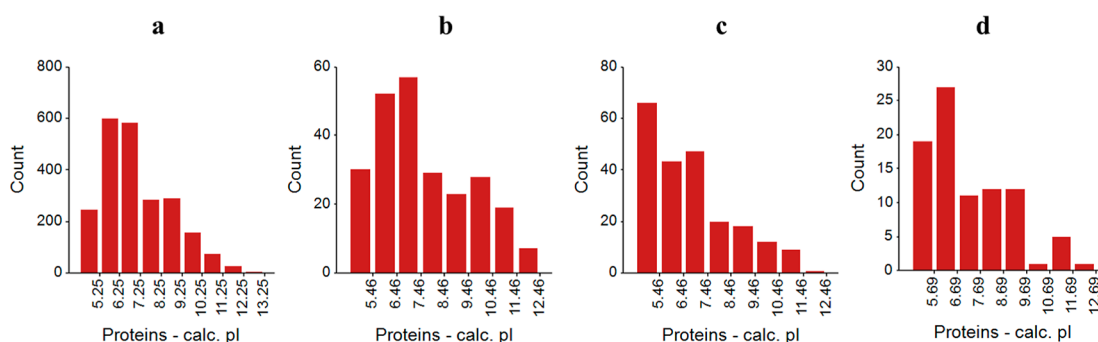 a b c d
800
600
400
200
0
Count
5.25 6.25 7.25 8.25 9.25 10.25 11.25 12.25 13.25
Proteins - calc. pI
60
40
20
0
Count
5.46 6.46 7.46 8.46 9.46 10.46 11.46 12.46
Proteins - calc. pI
80
60
40
20
0
Count
5.46 6.46 7.46 8.46 9.46 10.46 11.46 12.46
Proteins - calc. pI
30
25
20
15
10
5
0
Count
5.69 6.69 7.69 8.69 9.69 10.69 11.69 12.69
Proteins - calc. pI